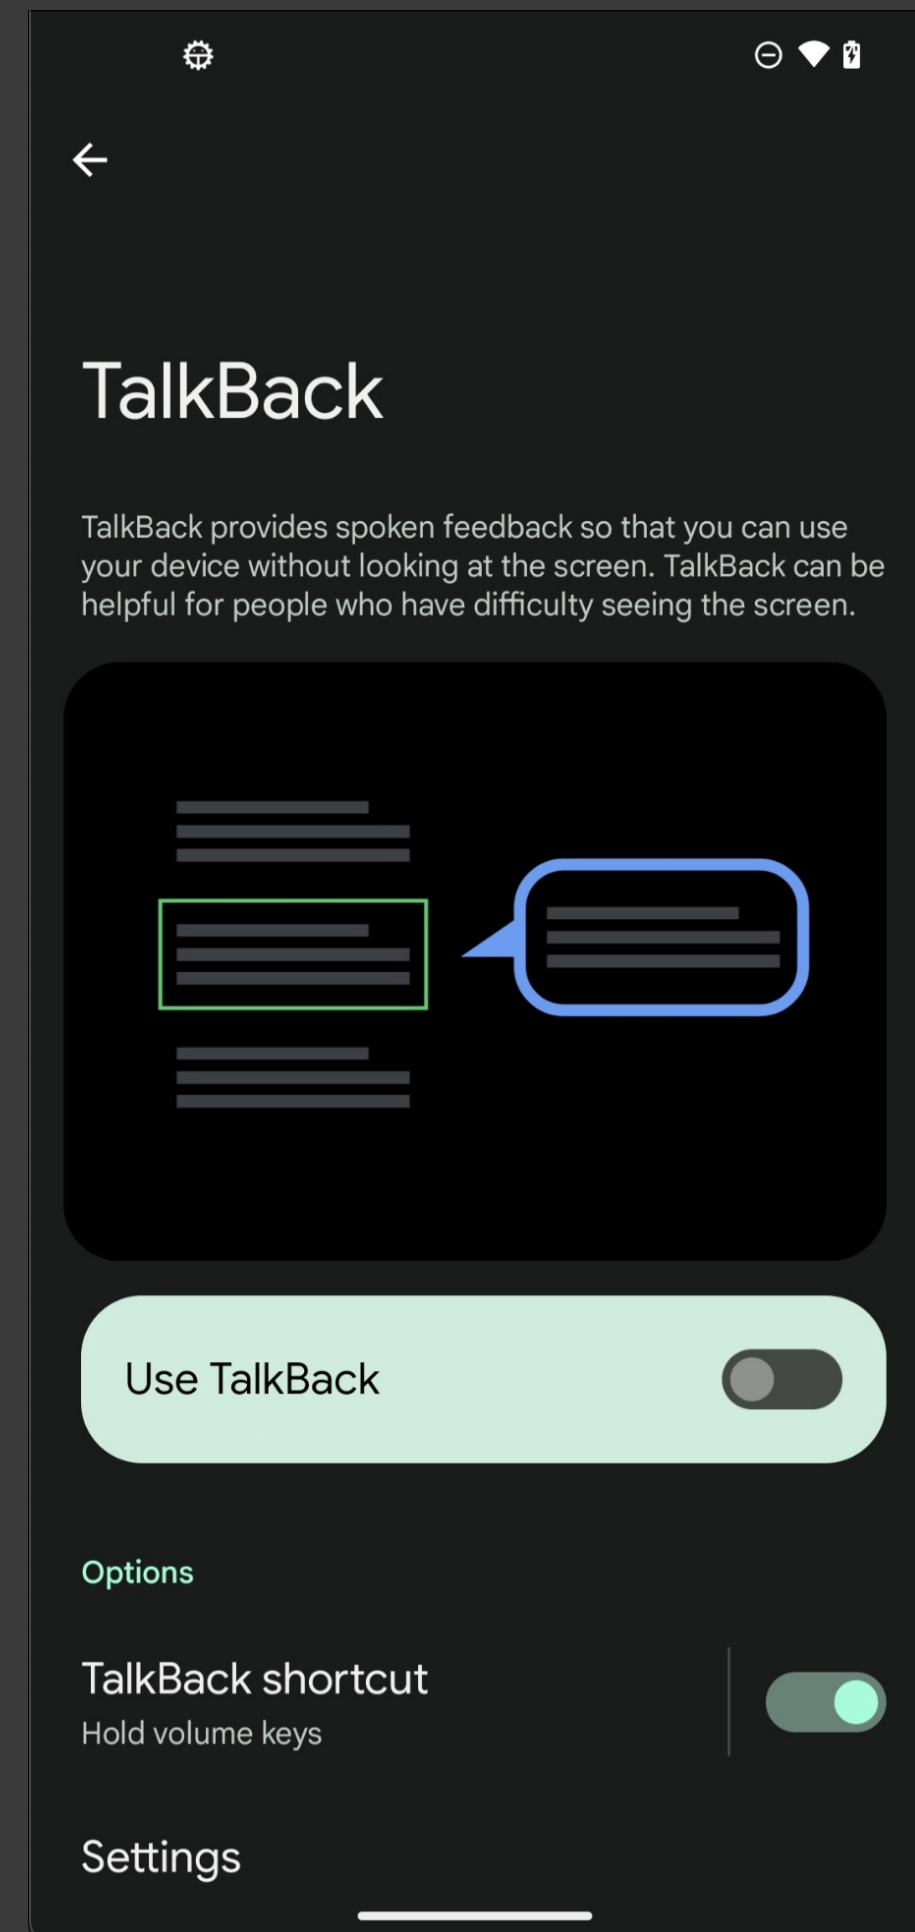 TalkBack
TalkBack provides spoken feedback so that you can use
your device without looking at the screen. TalkBack can be
helpful for people who have difficulty seeing the screen.
Use TalkBack
Options
TalkBack shortcut
Hold volume keys
Settings